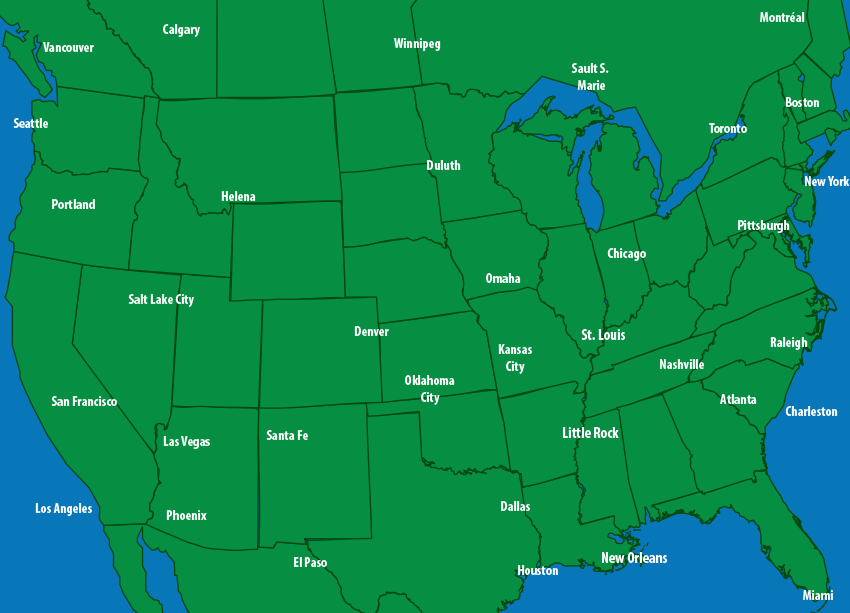 Montréal
Calgary
Vancouver
Winnipeg
Sault S.
Marie
Boston
Seattle
Toronto
Duluth
New York
Helena
Portland
Pittsburgh
Chicago
Omaha
Salt Lake City
Denver
St. Louis
Raleigh
Kansas
City
Nashville
Oklahoma
City
San Francisco
Atlanta
Charleston
Las Vegas
Santa Fe
Little Rock
Los Angeles
Phoenix
Dallas
El Paso
New Orleans
Houston
Miami